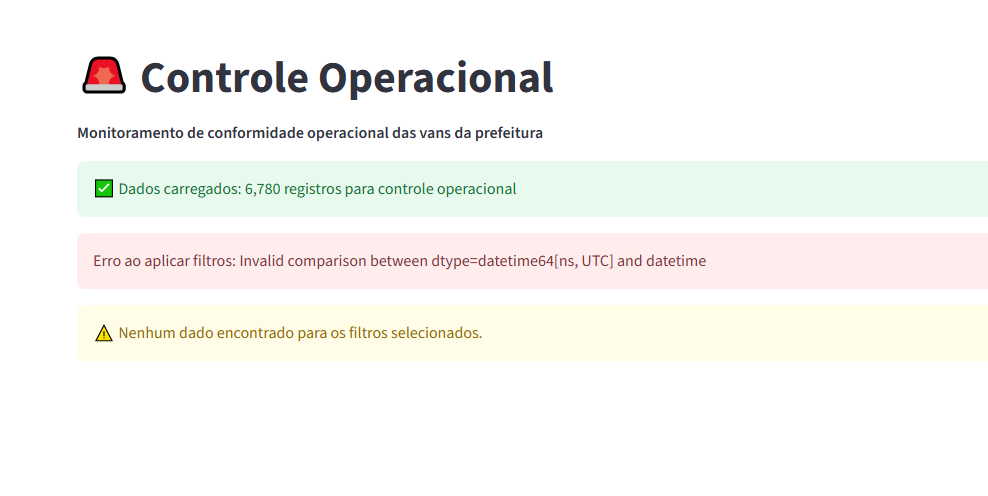 Controle Operacional
Monitoramento de conformidade operacional das vans da prefeitura
Dados carregados: 6,780 registros para controle operacional
Erro ao aplicar filtros: Invalid comparison between dtype=datetime64[ns, UTC] and datetime
Nenhum dado encontrado para os filtros selecionados.